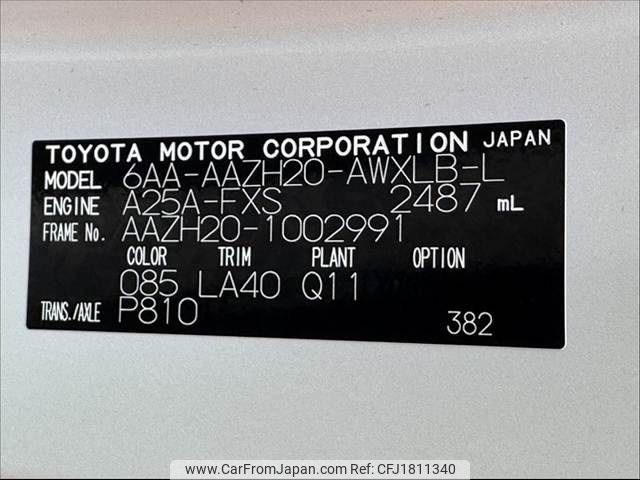 TOYOTA MOTOR CORPORATION JAPAN
MODEL 6AA-AAZH20-AWXLB-L
ENGINE A25A-FXS 2487 mL
FRAME No. AAZH20-1002991
COLOR TRIM PLANT OPTION
085 LA40 Q11
TRANS./AXLE P810
382
www.CarFromJapan.com | Ref No. CFJ1811340